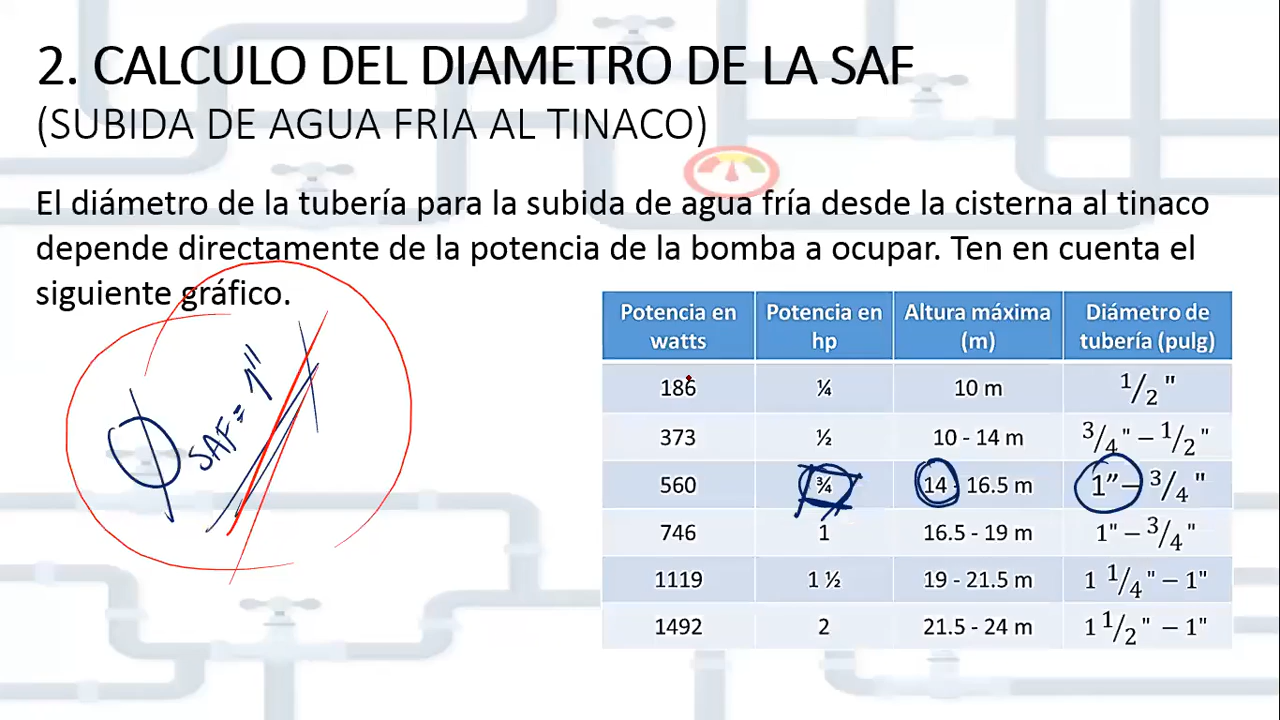 2. CALCULO DEL DIAMETRO DE LA SAF
(SUBIDA DE AGUA FRIA AL TINACO)
El diámetro de la tubería para la subida de agua fría desde la cisterna al tinaco
depende directamente de la potencia de la bomba a ocupar. Ten en cuenta el
siguiente gráfico.
Ø SAF = 1"
Potencia en watts | Potencia en hp | Altura máxima (m) | Diámetro de tubería (pulg)
186 | ¼ | 10 m | 1/2 "
373 | ½ | 10 - 14 m | 3/4 " – 1/2 "
560 | ¾ | 14 - 16.5 m | 1” – 3/4 "
746 | 1 | 16.5 - 19 m | 1" – 3/4 "
1119 | 1 ½ | 19 - 21.5 m | 1 1/4 " – 1"
1492 | 2 | 21.5 - 24 m | 1 1/2 " – 1"